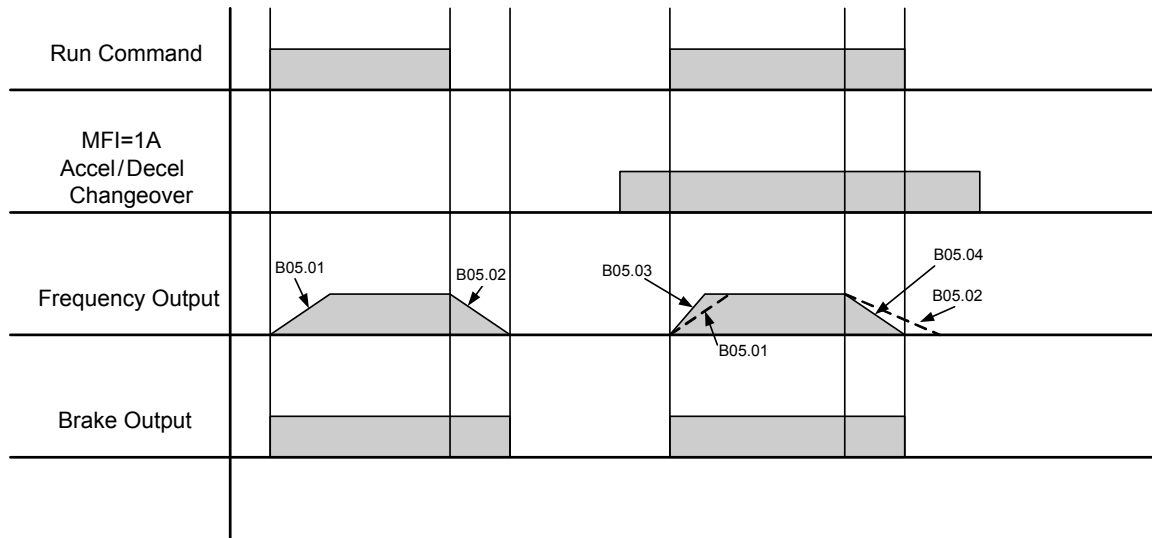 Run Command
MFI=1A
Accel/Decel
Changeover
Frequency Output
B05.01
B05.02
B05.03
B05.01
B05.04
B05.02
Brake Output